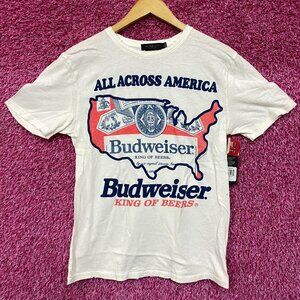 ALL ACROSS AMERICA
Budweiser
KING OF BEERS.
Budweiser
KING OF BEERS®